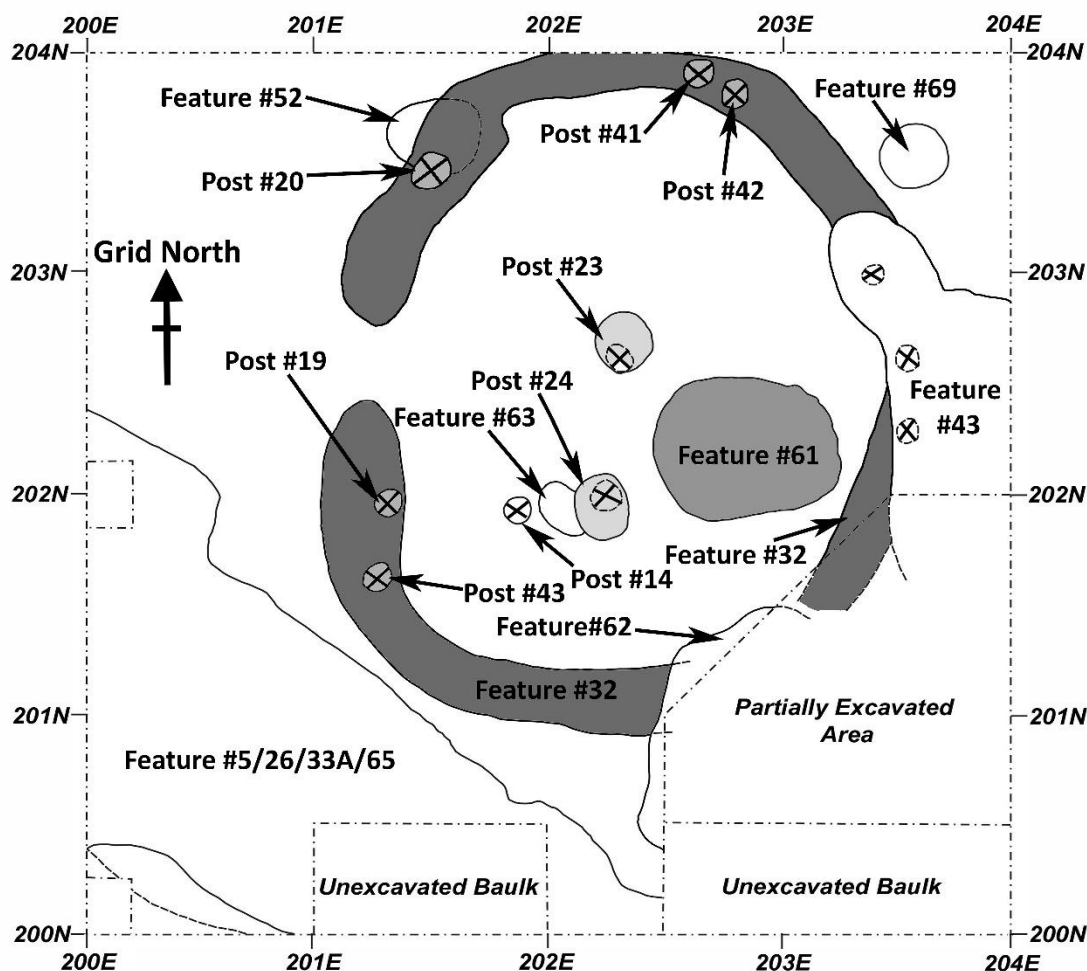 200E 201E 202E 203E 204E
204N 204N
Feature #52
Feature #69
Post #41
Post #20
Post #42
Grid North
203N 203N
Post #23
Post #19
Post #24
Feature
#43
Feature #63
Feature #61
202N 202N
Feature #32
Post #43
Post #14
Feature#62
Feature #32
201N 201N
Partially Excavated
Area
Feature #5/26/33A/65
Unexcavated Baulk
Unexcavated Baulk
200N 200N
200E 201E 202E 203E 204E